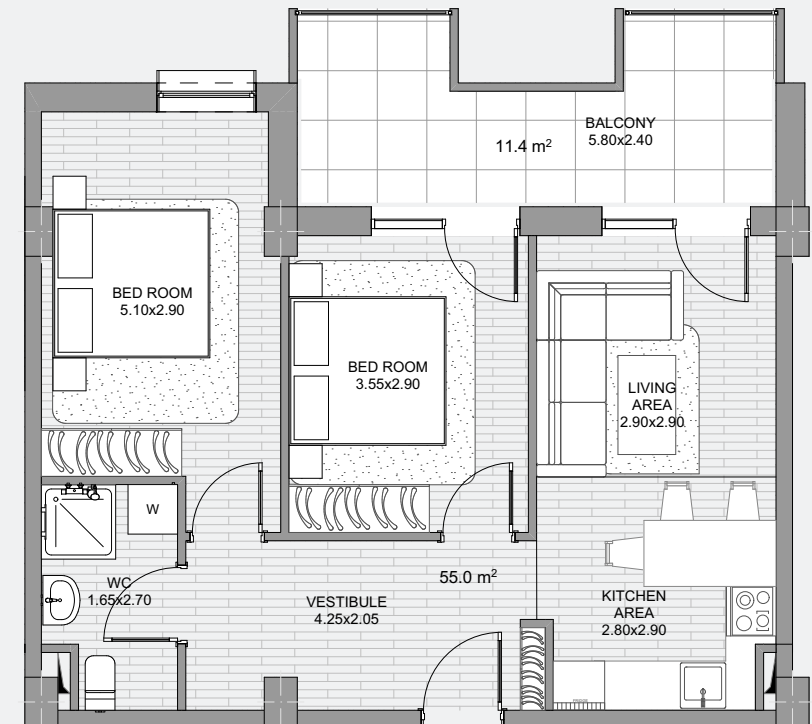 BALCONY
5.80x2.40
11.4 m²
BED ROOM
5.10x2.90
BED ROOM
3.55x2.90
LIVING
AREA
2.90x2.90
W
WC
1.65x2.70
55.0 m²
VESTIBULE
4.25x2.05
KITCHEN
AREA
2.80x2.90